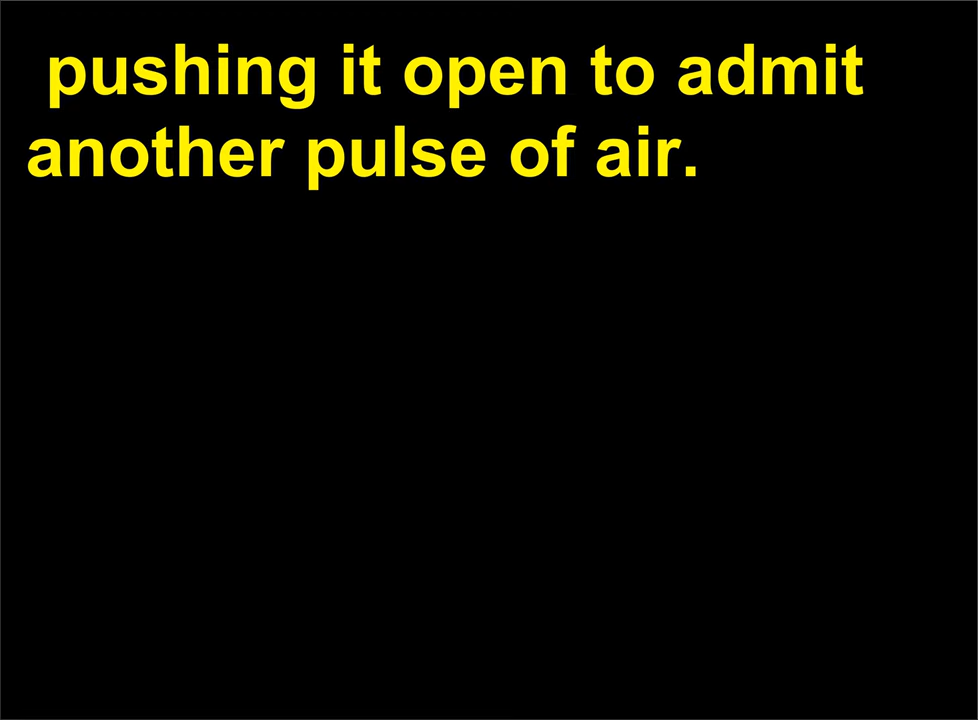 pushing it open to admit
another pulse of air.